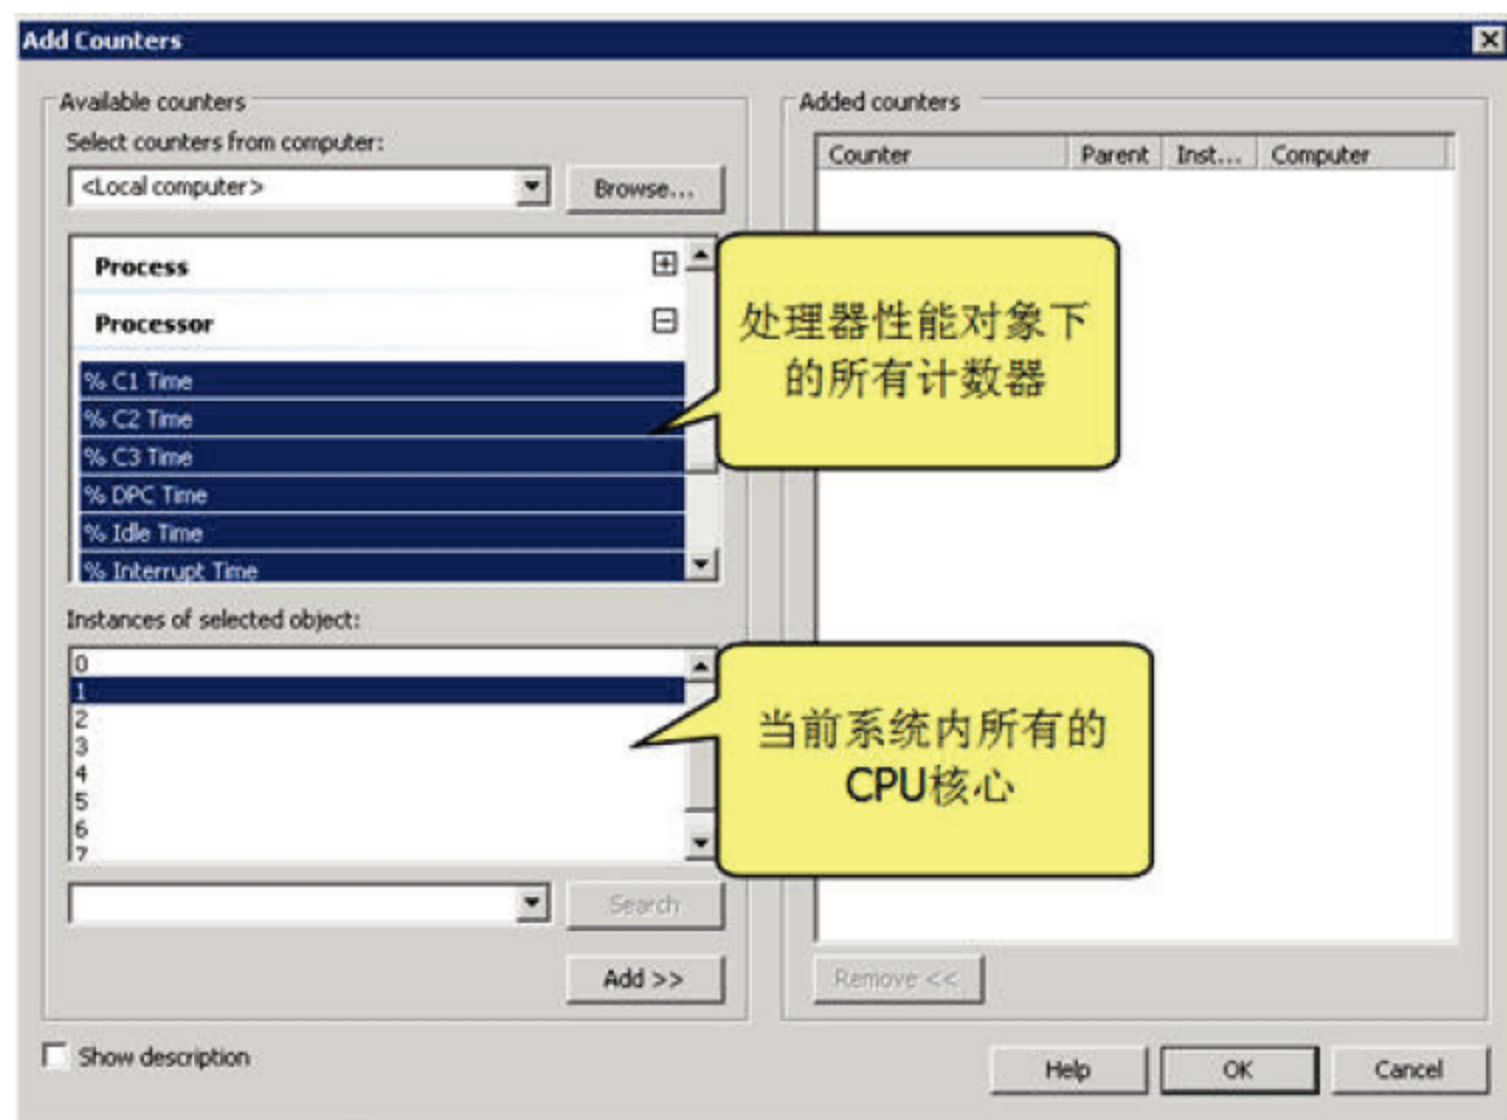 Add Counters
Available counters
Select counters from computer:
<Local computer>
Browse...
Process
Processor
% C1 Time
% C2 Time
% C3 Time
% DPC Time
% Idle Time
% Interrupt Time
Instances of selected object:
0
1
2
3
4
5
6
7
Search
Add >>
Show description
Added counters
Counter Parent Inst... Computer
处理器性能对象下
的所有计数器
当前系统内所有的
CPU核心
Remove <<
Help
OK
Cancel